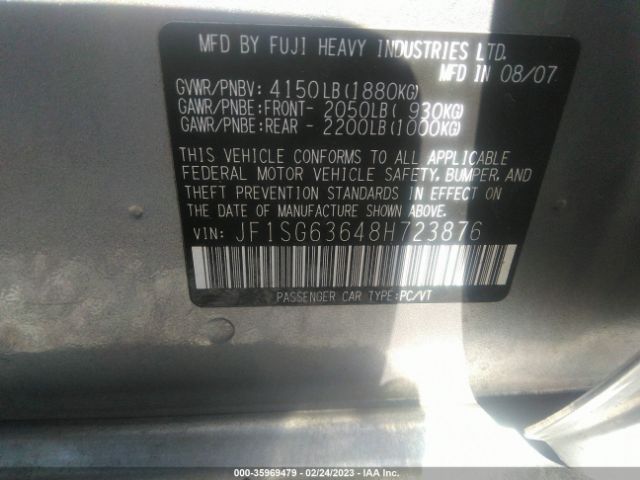 MFD BY FUJI HEAVY INDUSTRIES LTD.
MFD IN 08/07
GVWR/PNBV: 4150LB(1880KG)
GAWR/PNBE:FRONT- 2050LB( 930KG)
GAWR/PNBE:REAR - 2200LB(1000KG)
THIS VEHICLE CONFORMS TO ALL APPLICABLE
FEDERAL MOTOR VEHICLE SAFETY, BUMPER, AND
THEFT PREVENTION STANDARDS IN EFFECT ON
THE DATE OF MANUFACTURE SHOWN ABOVE.
VIN: JF1SG63648H723876
PASSENGER CAR TYPE:PC/VT
000-35969479 - 02/24/2023 - IAA Inc.